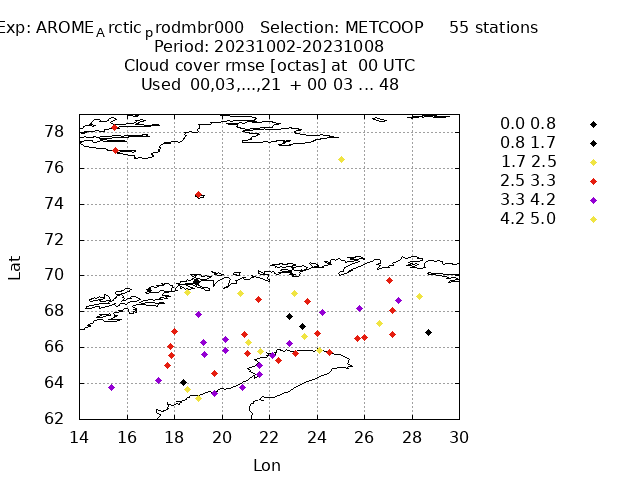 Exp: AROME_Arctic_prodmbr000 Selection: METCOOP 55 stations
Period: 20231002-20231008
Cloud cover rmse [octas] at 00 UTC
Used 00,03,...,21 + 00 03 ... 48
0.0 0.8
0.8 1.7
1.7 2.5
2.5 3.3
3.3 4.2
4.2 5.0
78
76
74
72
70
68
66
64
62
Lat
14 16 18 20 22 24 26 28 30
Lon